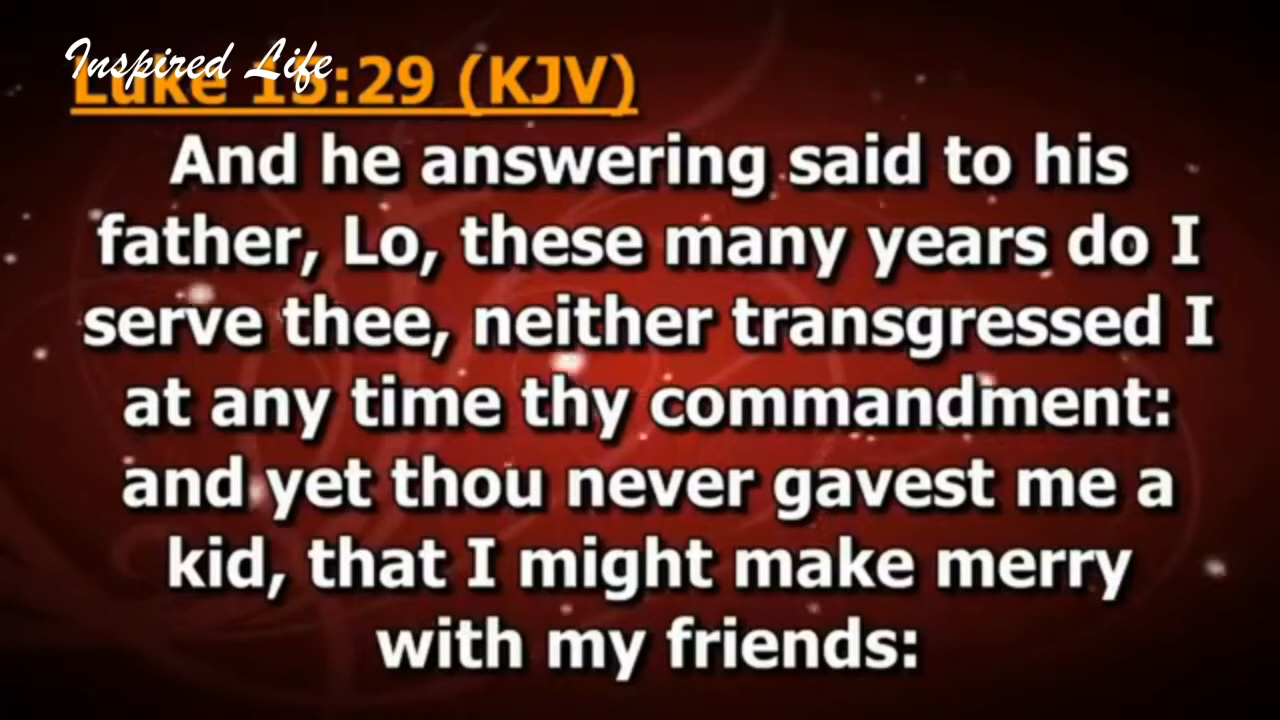 Inspired Life
Luke 15:29 (KJV)
And he answering said to his
father, Lo, these many years do I
serve thee, neither transgressed I
at any time thy commandment:
and yet thou never gavest me a
kid, that I might make merry
with my friends: